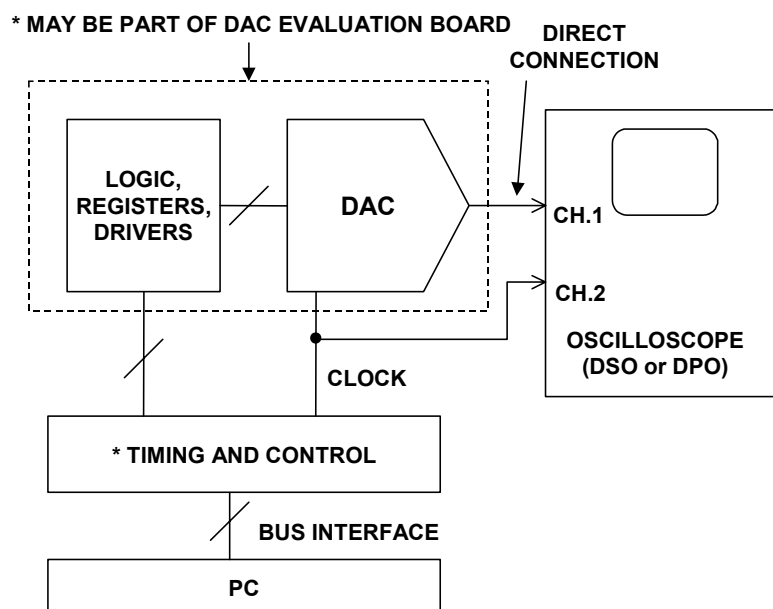 * MAY BE PART OF DAC EVALUATION BOARD
DIRECT
CONNECTION
LOGIC,
REGISTERS,
DRIVERS
DAC
CH.1
CH.2
OSCILLOSCOPE
(DSO or DPO)
CLOCK
* TIMING AND CONTROL
BUS INTERFACE
PC